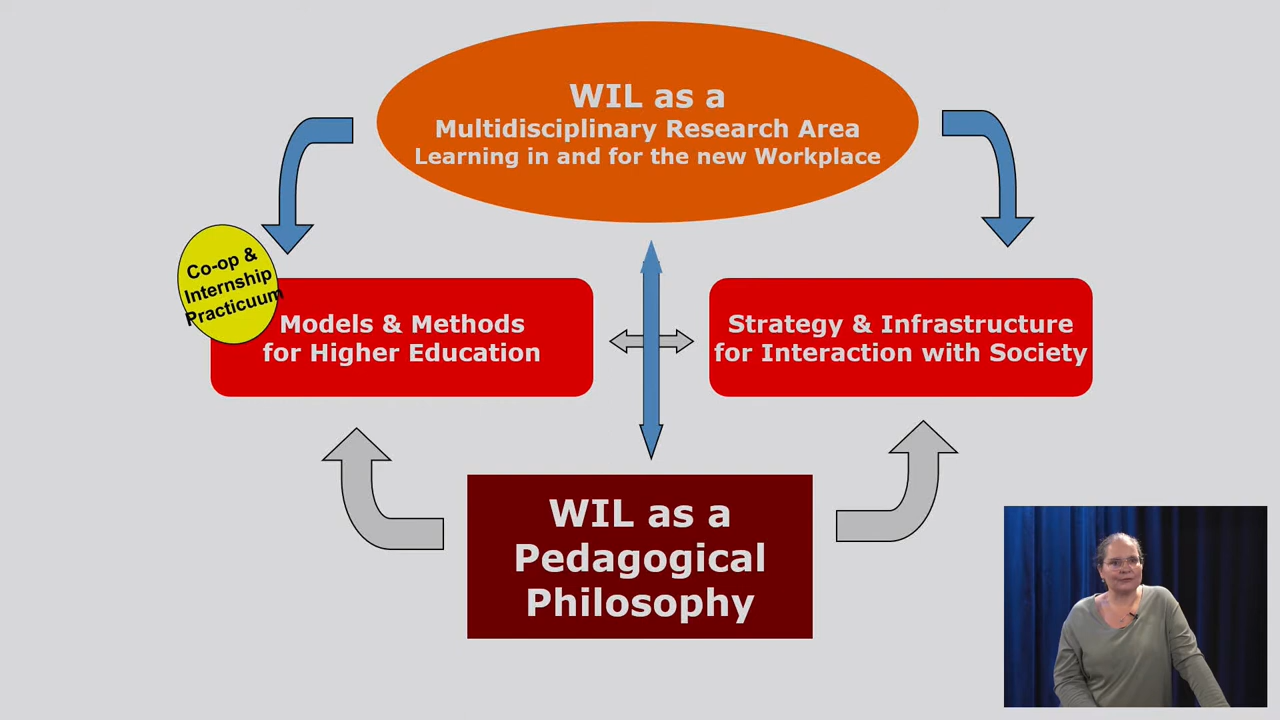 WIL as a
Multidisciplinary Research Area
Learning in and for the new Workplace
Co-op &
Internship
Practicuum
Models & Methods
for Higher Education
Strategy & Infrastructure
for Interaction with Society
WIL as a
Pedagogical
Philosophy